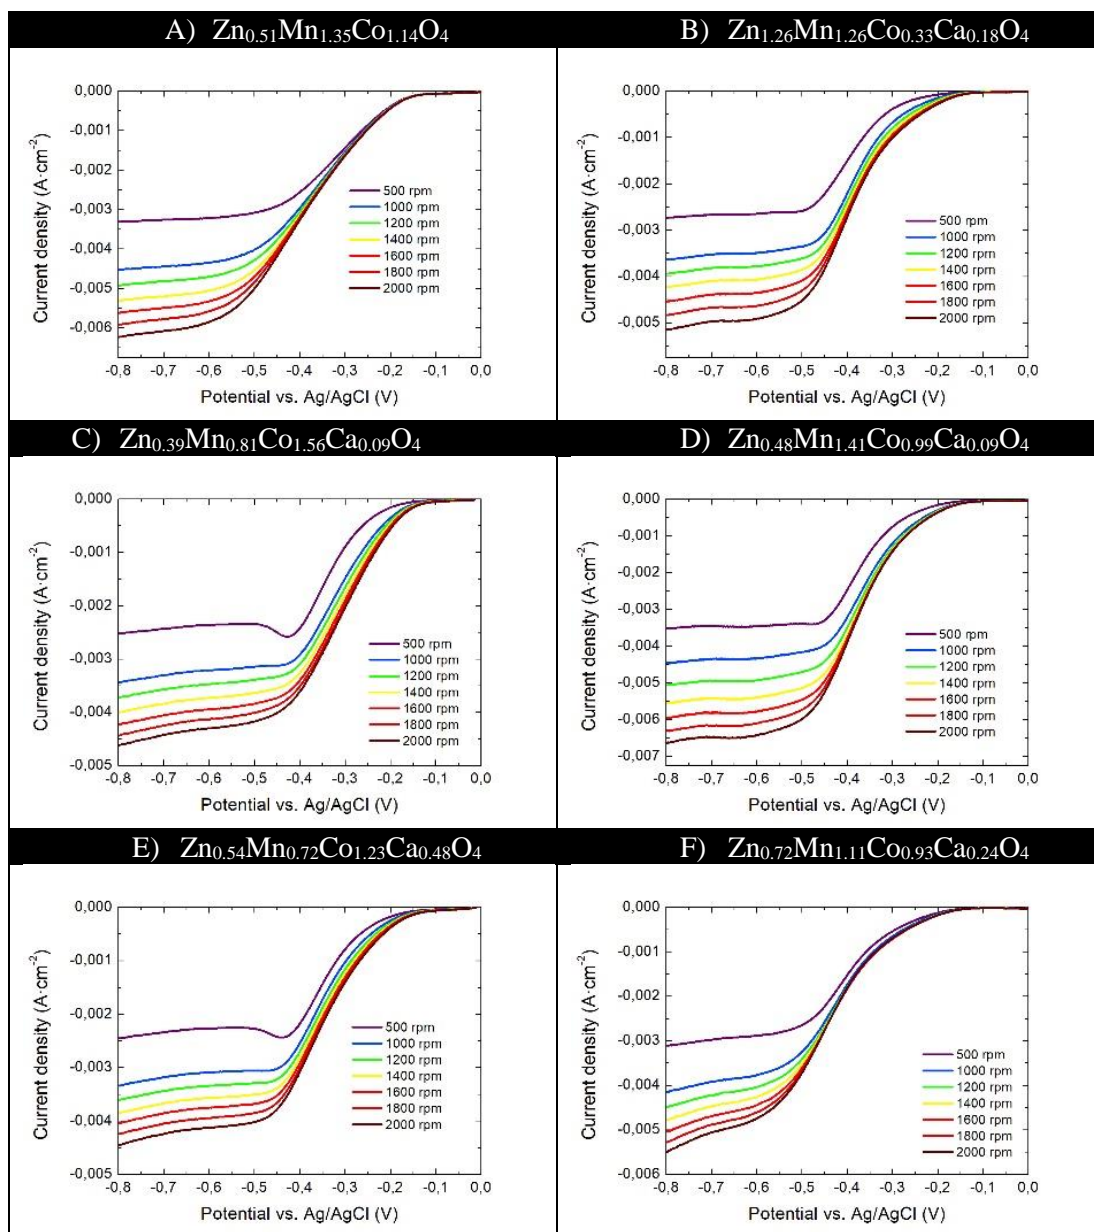 A) Zn0.51Mn1.35Co1.14O4
B) Zn1.26Mn1.26Co0.33Ca0.18O4
0,000
-0,001
-0,002
-0,003
-0,004
-0,005
-0,006
Current density (A·cm-2)
500 rpm
1000 rpm
1200 rpm
1400 rpm
1600 rpm
1800 rpm
2000 rpm
-0,8 -0,7 -0,6 -0,5 -0,4 -0,3 -0,2 -0,1 0,0
Potential vs. Ag/AgCl (V)
0,000
-0,001
-0,002
-0,003
-0,004
-0,005
Current density (A·cm-2)
500 rpm
1000 rpm
1200 rpm
1400 rpm
1600 rpm
1800 rpm
2000 rpm
-0,8 -0,7 -0,6 -0,5 -0,4 -0,3 -0,2 -0,1 0,0
Potential vs. Ag/AgCl (V)
C) Zn0.39Mn0.81Co1.56Ca0.09O4
D) Zn0.48Mn1.41Co0.99Ca0.09O4
0,000
-0,001
-0,002
-0,003
-0,004
-0,005
Current density (A·cm-2)
500 rpm
1000 rpm
1200 rpm
1400 rpm
1600 rpm
1800 rpm
2000 rpm
-0,8 -0,7 -0,6 -0,5 -0,4 -0,3 -0,2 -0,1 0,0
Potential vs. Ag/AgCl (V)
0,000
-0,001
-0,002
-0,003
-0,004
-0,005
-0,006
-0,007
Current density (A·cm-2)
500 rpm
1000 rpm
1200 rpm
1400 rpm
1600 rpm
1800 rpm
2000 rpm
-0,8 -0,7 -0,6 -0,5 -0,4 -0,3 -0,2 -0,1 0,0
Potential vs. Ag/AgCl (V)
E) Zn0.54Mn0.72Co1.23Ca0.48O4
F) Zn0.72Mn1.11Co0.93Ca0.24O4
0,000
-0,001
-0,002
-0,003
-0,004
-0,005
Current density (A·cm-2)
500 rpm
1000 rpm
1200 rpm
1400 rpm
1600 rpm
1800 rpm
2000 rpm
-0,8 -0,7 -0,6 -0,5 -0,4 -0,3 -0,2 -0,1 0,0
Potential vs. Ag/AgCl (V)
0,000
-0,001
-0,002
-0,003
-0,004
-0,005
-0,006
Current density (A·cm-2)
500 rpm
1000 rpm
1200 rpm
1400 rpm
1600 rpm
1800 rpm
2000 rpm
-0,8 -0,7 -0,6 -0,5 -0,4 -0,3 -0,2 -0,1 0,0
Potential vs. Ag/AgCl (V)